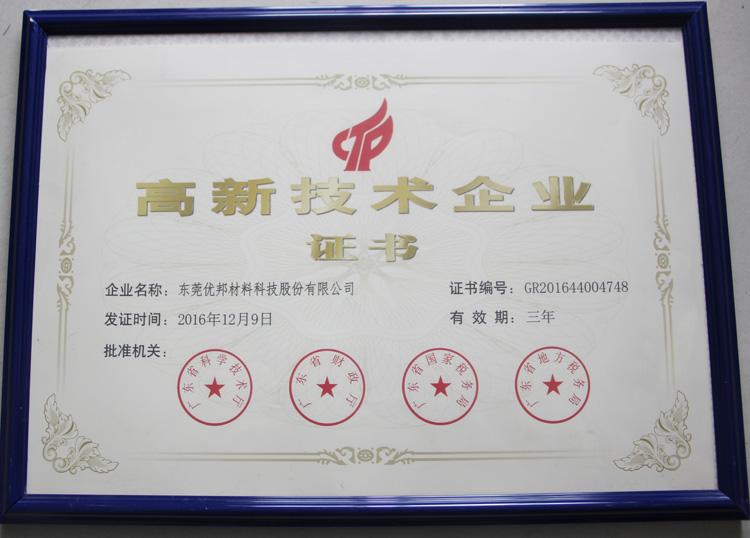 CTP
高新技术企业
证书
企业名称：东莞优邦材料科技股份有限公司 证书编号：GR201644004748
发证时间：2016年12月9日 有效期：三年
批准机关：
广东省科学技术厅
广东省财政厅
广东省国家税务局
广东省地方税务局